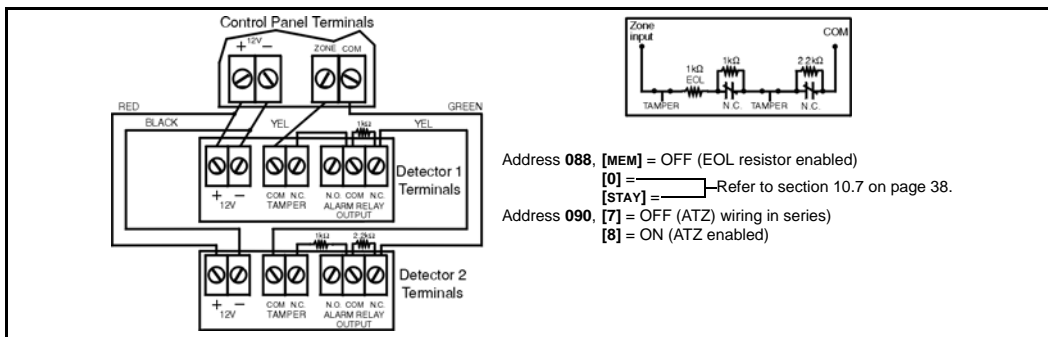 Control Panel Terminals
+ 12V −
ZONE COM
RED
GREEN
BLACK
YEL
1kΩ
YEL
Detector 1
Terminals
+ −
12V
COM N.C.
TAMPER
N.O. COM N.C.
ALARM RELAY
OUTPUT
1kΩ
2.2kΩ
Detector 2
Terminals
+ −
12V
COM N.C.
TAMPER
N.O. COM N.C.
ALARM RELAY
OUTPUT
Zone
input
COM
1kΩ
EOL
1kΩ
2.2kΩ
TAMPER
N.C.
TAMPER
N.C.
Address 088, [MEM] = OFF (EOL resistor enabled)
[0] =
[STAY] =
Refer to section 10.7 on page 38.
Address 090, [7] = OFF (ATZ) wiring in series)
[8] = ON (ATZ enabled)